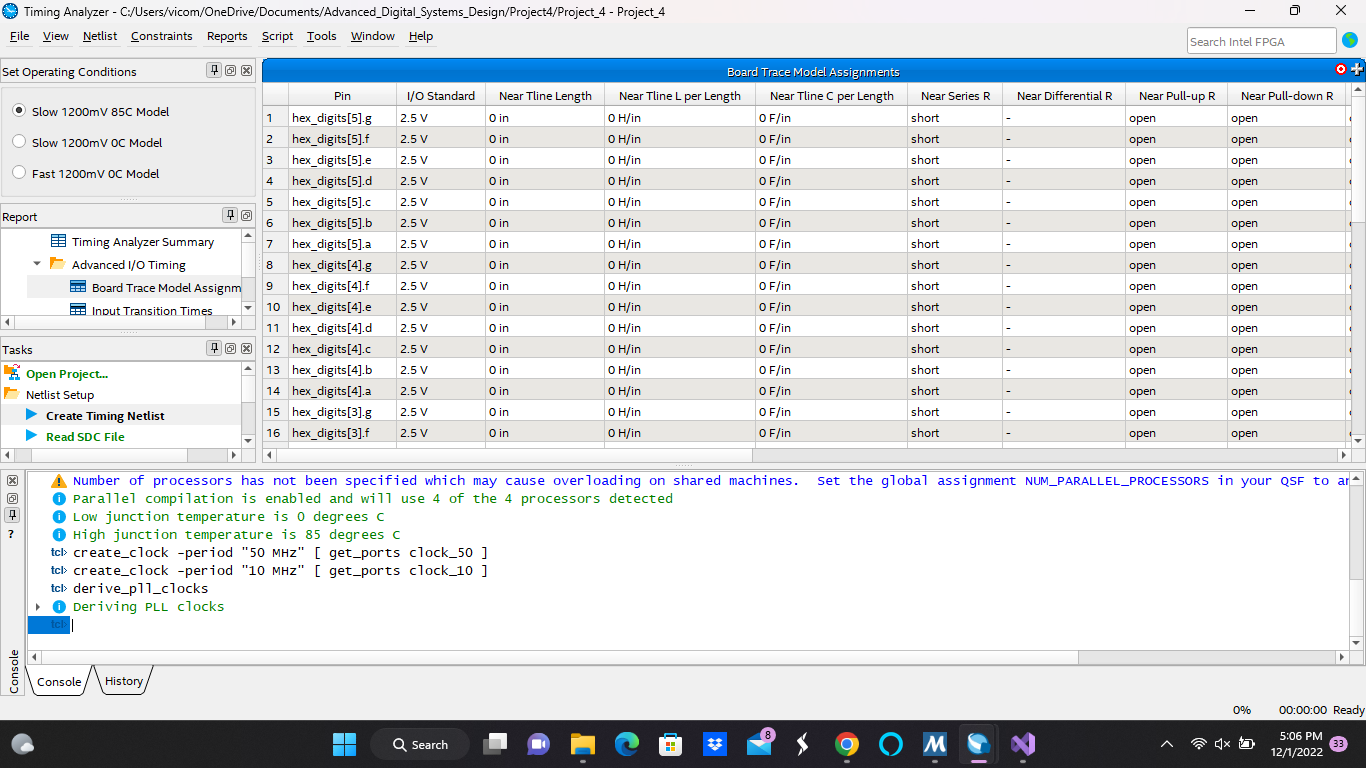 Timing Analyzer - C:/Users/vicom/OneDrive/Documents/Advanced_Digital_Systems_Design/Project4/Project_4 - Project_4
File View Netlist Constraints Reports Script Tools Window Help
Search Intel FPGA
Set Operating Conditions
Slow 1200mV 85C Model
Slow 1200mV 0C Model
Fast 1200mV 0C Model
Report
Timing Analyzer Summary
Advanced I/O Timing
Board Trace Model Assignm
Input Transition Times
Tasks
Open Project...
Netlist Setup
Create Timing Netlist
Read SDC File
Board Trace Model Assignments
Pin I/O Standard Near Tline Length Near Tline L per Length Near Tline C per Length Near Series R Near Differential R Near Pull-up R Near Pull-down R
1 hex_digits[5].g 2.5 V 0 in 0 H/in 0 F/in short - open open
2 hex_digits[5].f 2.5 V 0 in 0 H/in 0 F/in short - open open
3 hex_digits[5].e 2.5 V 0 in 0 H/in 0 F/in short - open open
4 hex_digits[5].d 2.5 V 0 in 0 H/in 0 F/in short - open open
5 hex_digits[5].c 2.5 V 0 in 0 H/in 0 F/in short - open open
6 hex_digits[5].b 2.5 V 0 in 0 H/in 0 F/in short - open open
7 hex_digits[5].a 2.5 V 0 in 0 H/in 0 F/in short - open open
8 hex_digits[4].g 2.5 V 0 in 0 H/in 0 F/in short - open open
9 hex_digits[4].f 2.5 V 0 in 0 H/in 0 F/in short - open open
10 hex_digits[4].e 2.5 V 0 in 0 H/in 0 F/in short - open open
11 hex_digits[4].d 2.5 V 0 in 0 H/in 0 F/in short - open open
12 hex_digits[4].c 2.5 V 0 in 0 H/in 0 F/in short - open open
13 hex_digits[4].b 2.5 V 0 in 0 H/in 0 F/in short - open open
14 hex_digits[4].a 2.5 V 0 in 0 H/in 0 F/in short - open open
15 hex_digits[3].g 2.5 V 0 in 0 H/in 0 F/in short - open open
16 hex_digits[3].f 2.5 V 0 in 0 H/in 0 F/in short - open open
Number of processors has not been specified which may cause overloading on shared machines.  Set the global assignment NUM_PARALLEL_PROCESSORS in your QSF to an
Parallel compilation is enabled and will use 4 of the 4 processors detected
Low junction temperature is 0 degrees C
High junction temperature is 85 degrees C
tcl> create_clock -period "50 MHz" [ get_ports clock_50 ]
tcl> create_clock -period "10 MHz" [ get_ports clock_10 ]
tcl> derive_pll_clocks
Deriving PLL clocks
tcl>
?
Console
Console History
0% 00:00:00 Ready
Search
8
M
5:06 PM
12/1/2022
33